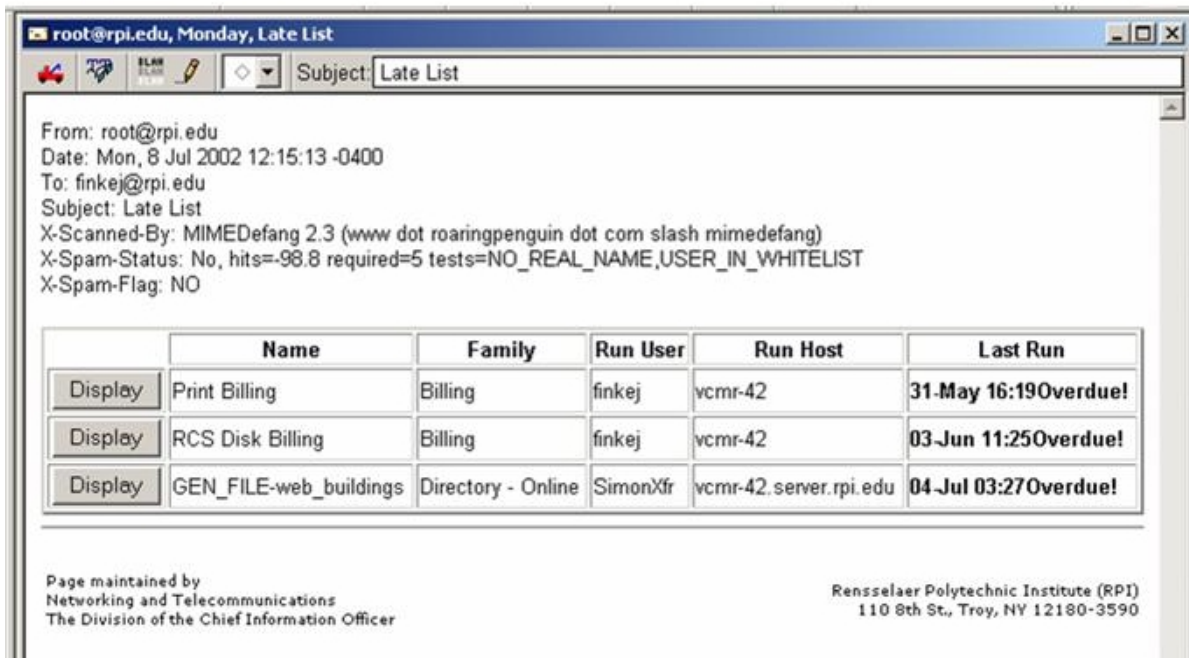 root@rpi.edu, Monday, Late List
BLAH
BLAH
BLAH
Subject: Late List
From: root@rpi.edu
Date: Mon, 8 Jul 2002 12:15:13 -0400
To: finkej@rpi.edu
Subject: Late List
X-Scanned-By: MIMEDefang 2.3 (www dot roaringpenguin dot com slash mimedefang)
X-Spam-Status: No, hits=-98.8 required=5 tests=NO_REAL_NAME,USER_IN_WHITELIST
X-Spam-Flag: NO
Name Family Run User Run Host Last Run
Display Print Billing Billing finkej vcmr-42 31-May 16:19Overdue!
Display RCS Disk Billing Billing finkej vcmr-42 03-Jun 11:25Overdue!
Display GEN_FILE-web_buildings Directory - Online SimonXfr vcmr-42.server.rpi.edu 04-Jul 03:27Overdue!
Page maintained by
Networking and Telecommunications
The Division of the Chief Information Officer
Rensselaer Polytechnic Institute (RPI)
110 8th St., Troy, NY 12180-3590